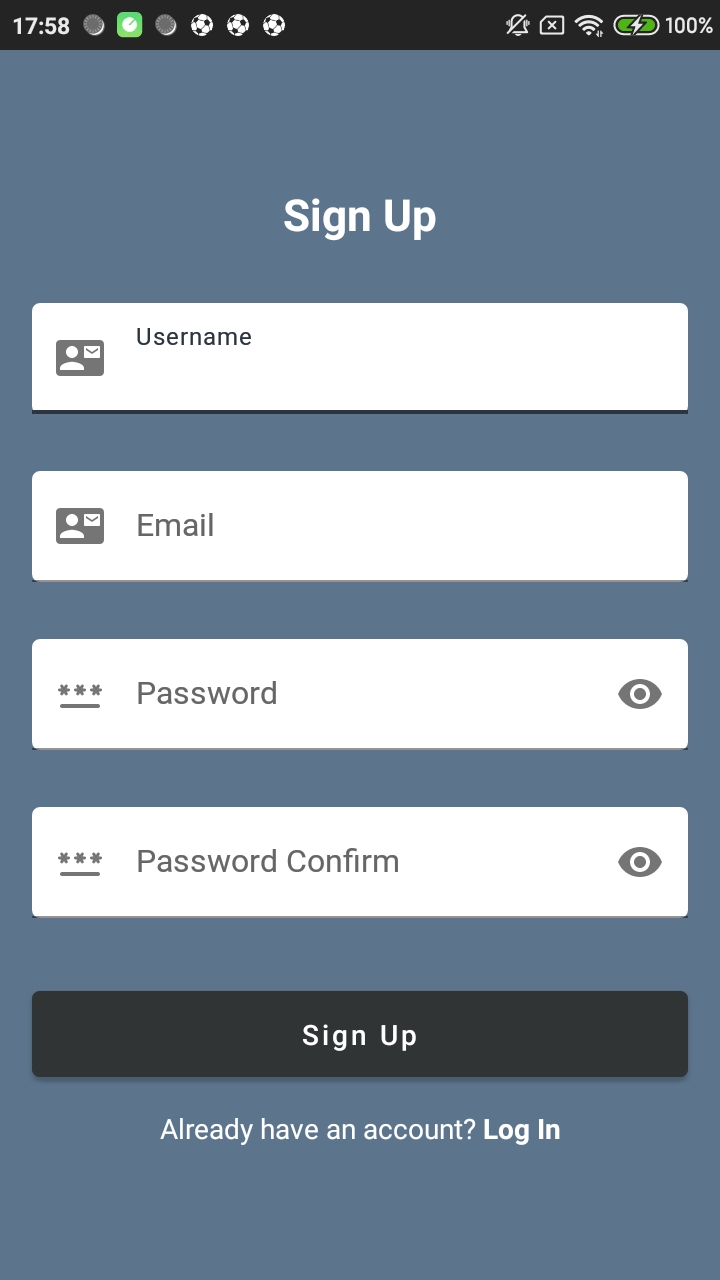 17:58
100%
Sign Up
Username
Email
Password
Password Confirm
Sign Up
Already have an account? Log In